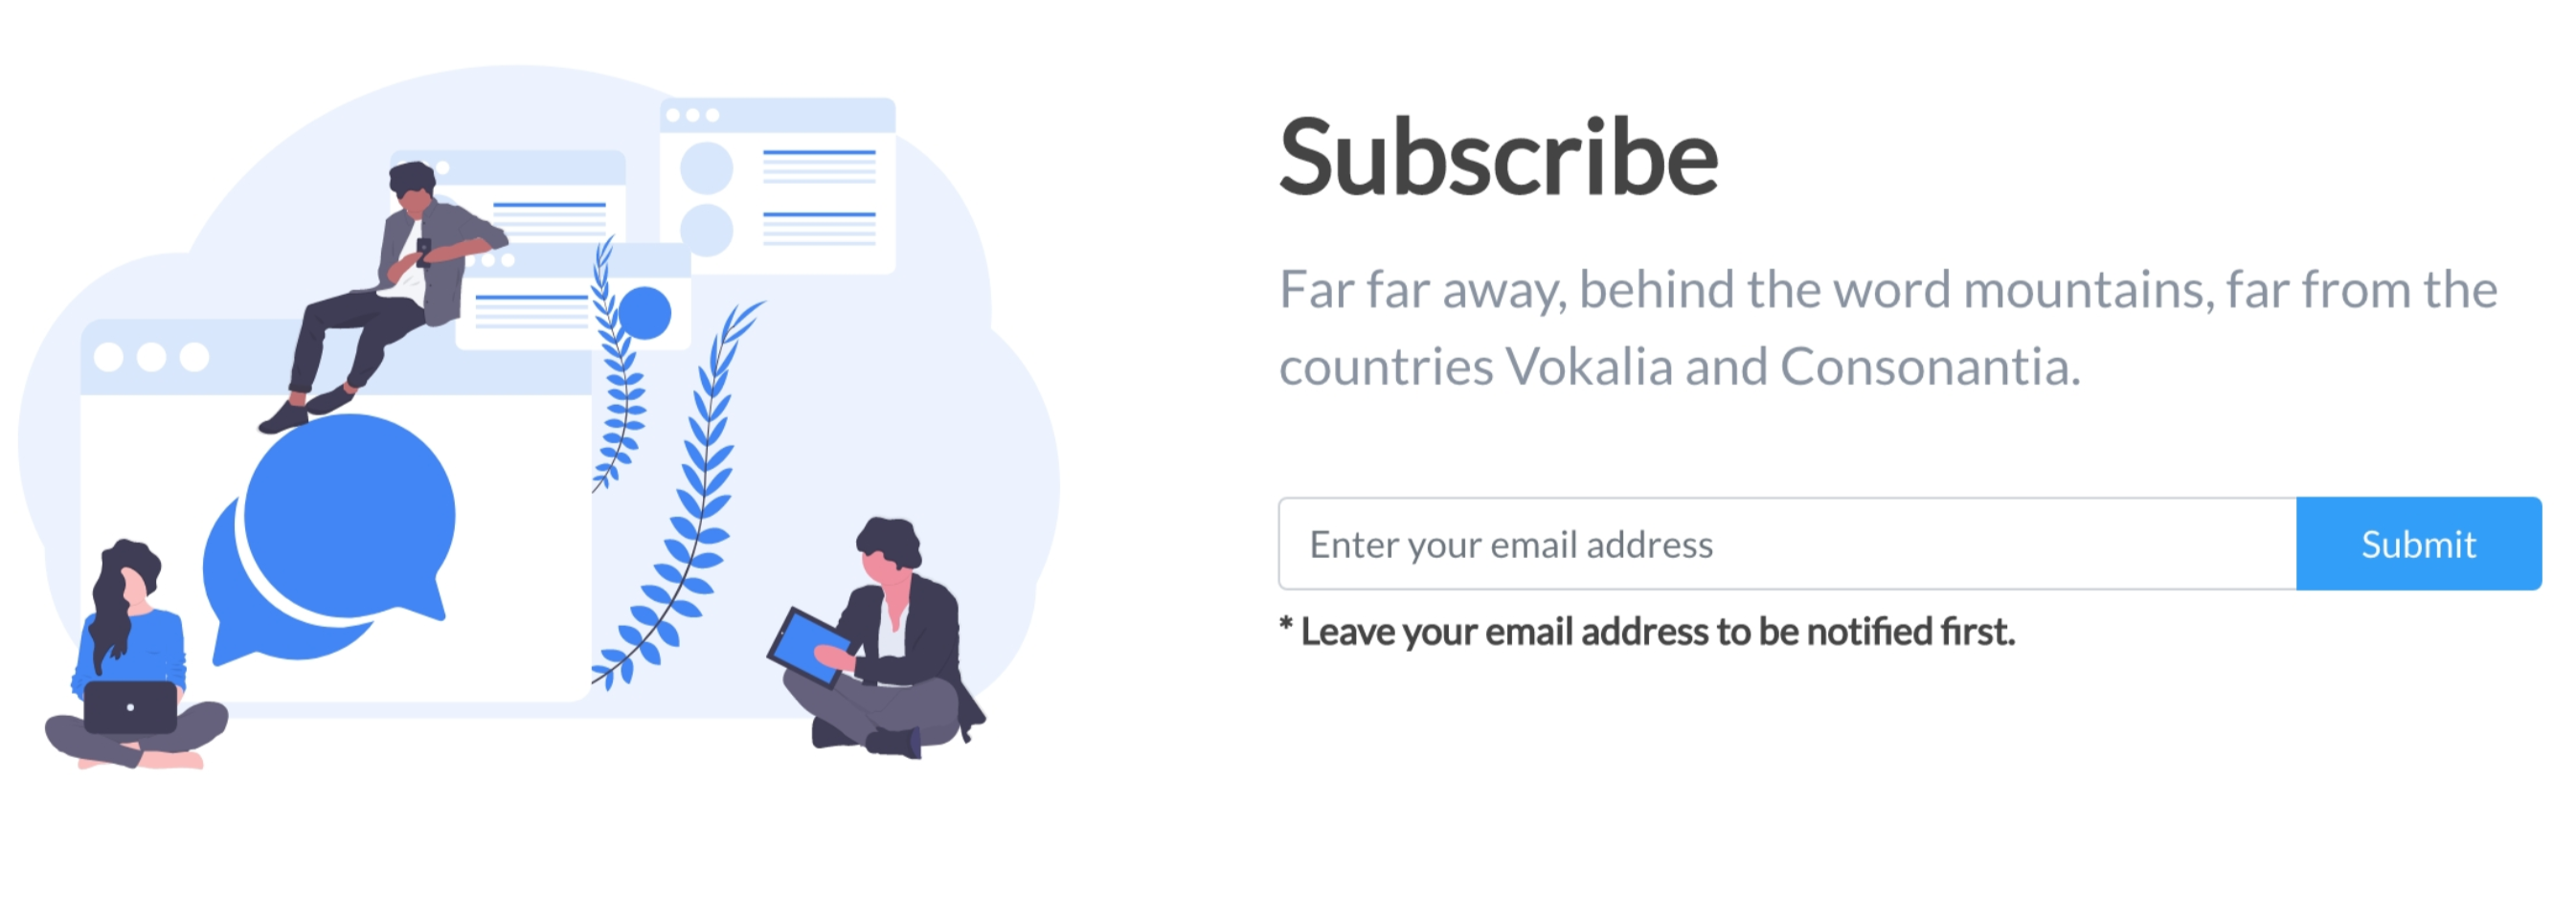 Subscribe
Far far away, behind the word mountains, far from the
countries Vokalia and Consonantia.
Enter your email address
Submit
* Leave your email address to be notified first.